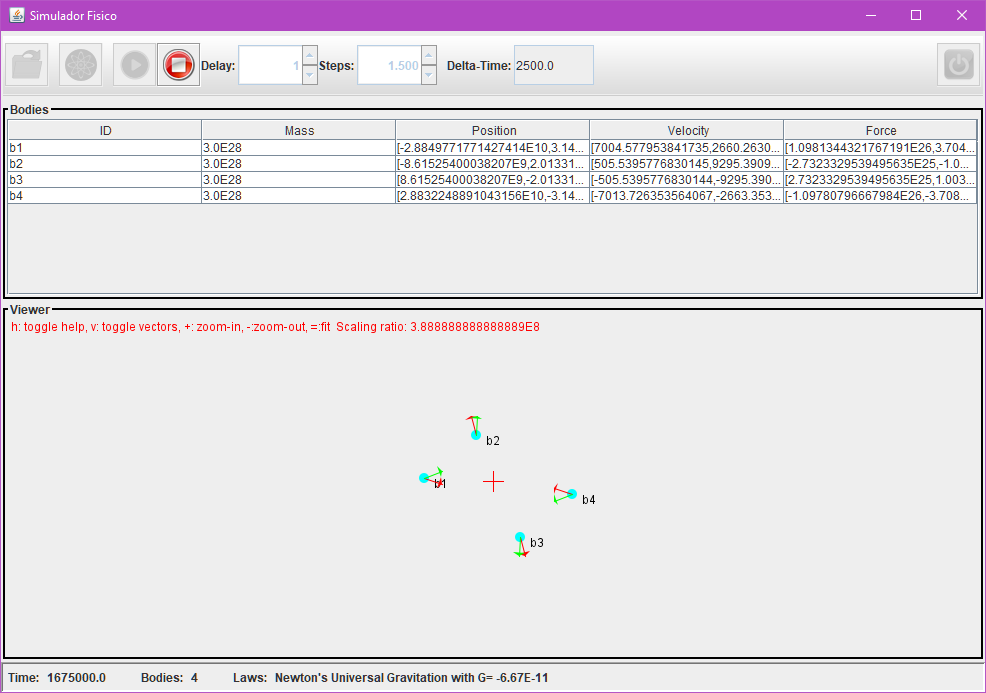 Simulador Fisico
Delay: 1 Steps: 1.500 Delta-Time: 2500.0
Bodies
ID Mass Position Velocity Force
b1 3.0E28 [-2.8849771771427414E10,3.14... [7004.577953841735,2660.2630... [1.0981344321767191E26,3.704...
b2 3.0E28 [-8.61525400038207E9,2.01331... [505.5395776830145,9295.3909... [-2.7323329539495635E25,-1.0...
b3 3.0E28 [8.61525400038207E9,-2.01331... [-505.5395776830144,-9295.390... [2.7323329539495635E25,1.003...
b4 3.0E28 [2.8832248891043156E10,-3.14... [-7013.726353564067,-2663.353... [-1.09780796667984E26,-3.708...
Viewer
h: toggle help, v: toggle vectors, +: zoom-in, -:zoom-out, =:fit Scaling ratio: 3.888888888888889E8
b2
b1
b4
b3
Time: 1675000.0 Bodies: 4 Laws: Newton's Universal Gravitation with G= -6.67E-11